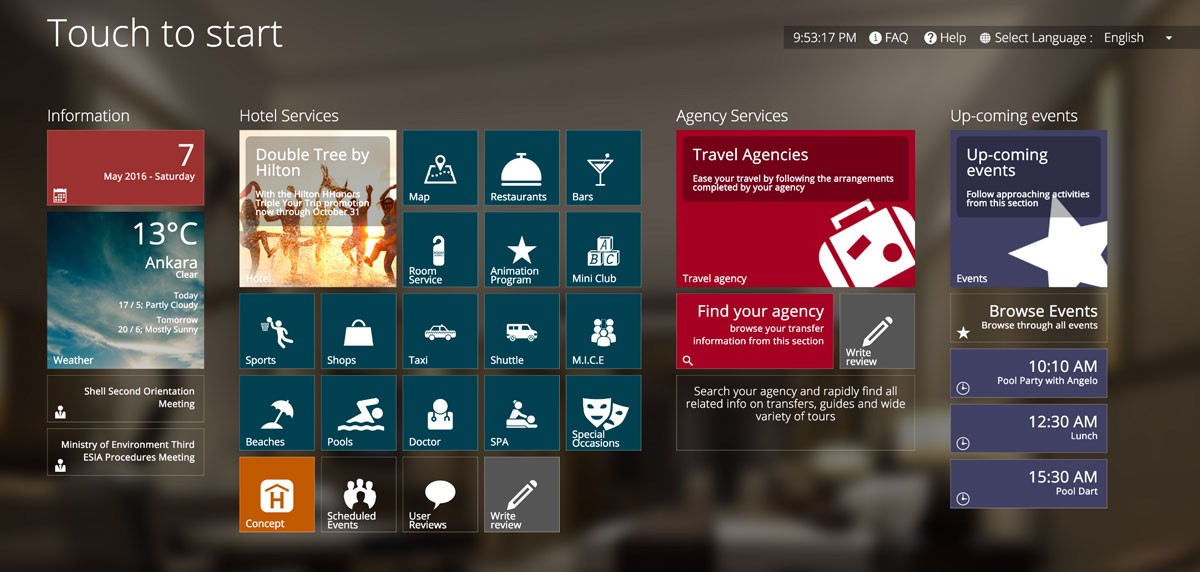 Touch to start
9:53:17 PM FAQ Help Select Language : English
Information
7
May 2016 - Saturday
13°C
Ankara
Clear
Today
17 / 5; Partly Cloudy
Tomorrow
20 / 6; Mostly Sunny
Weather
Shell Second Orientation
Meeting
Ministry of Environment Third
ESIA Procedures Meeting
Hotel Services
Double Tree by
Hilton
With the Hilton HHonors
Triple Your Trip promotion
now through October 31
Hotel
Map
Restaurants
Bars
Room
Service
Animation
Program
A
B C
Mini Club
Sports
Shops
Taxi
Shuttle
M.I.C.E
Beaches
Pools
Doctor
SPA
Special
Occasions
H
Concept
Scheduled
Events
User
Reviews
Write
review
Agency Services
Travel Agencies
Ease your travel by following the arrangements
completed by your agency
Travel agency
Find your agency
browse your transfer
information from this section
Write
review
Search your agency and rapidly find all
related info on transfers, guides and wide
variety of tours
Up-coming events
Up-coming
events
Follow approaching activities
from this section
Events
Browse Events
Browse through all events
10:10 AM
Pool Party with Angelo
12:30 AM
Lunch
15:30 AM
Pool Dart